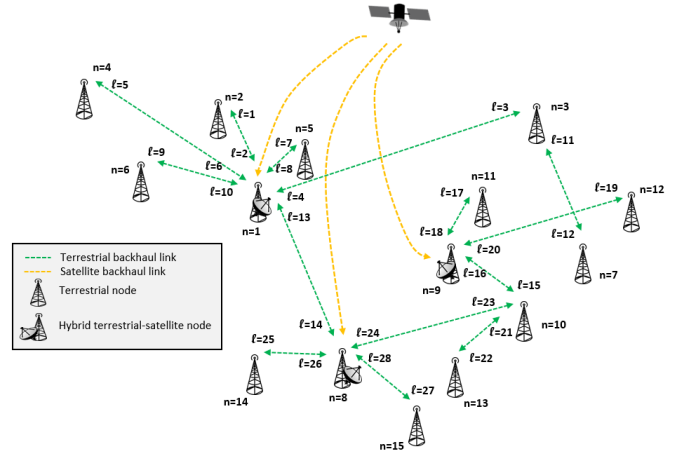 n=4
ℓ=5
n=2
ℓ=1
ℓ=3
n=3
n=5
ℓ=7
ℓ=11
ℓ=9
ℓ=2
ℓ=8
n=6
ℓ=6
ℓ=10
ℓ=4
n=11
ℓ=17
ℓ=19
n=12
ℓ=13
n=1
ℓ=18
ℓ=20
ℓ=12
ℓ=16
n=9
n=7
ℓ=15
Terrestrial backhaul link
Satellite backhaul link
Terrestrial node
Hybrid terrestrial-satellite node
ℓ=23
n=10
ℓ=14
ℓ=24
ℓ=21
ℓ=25
ℓ=26
ℓ=28
ℓ=22
n=14
n=8
ℓ=27
n=13
n=15